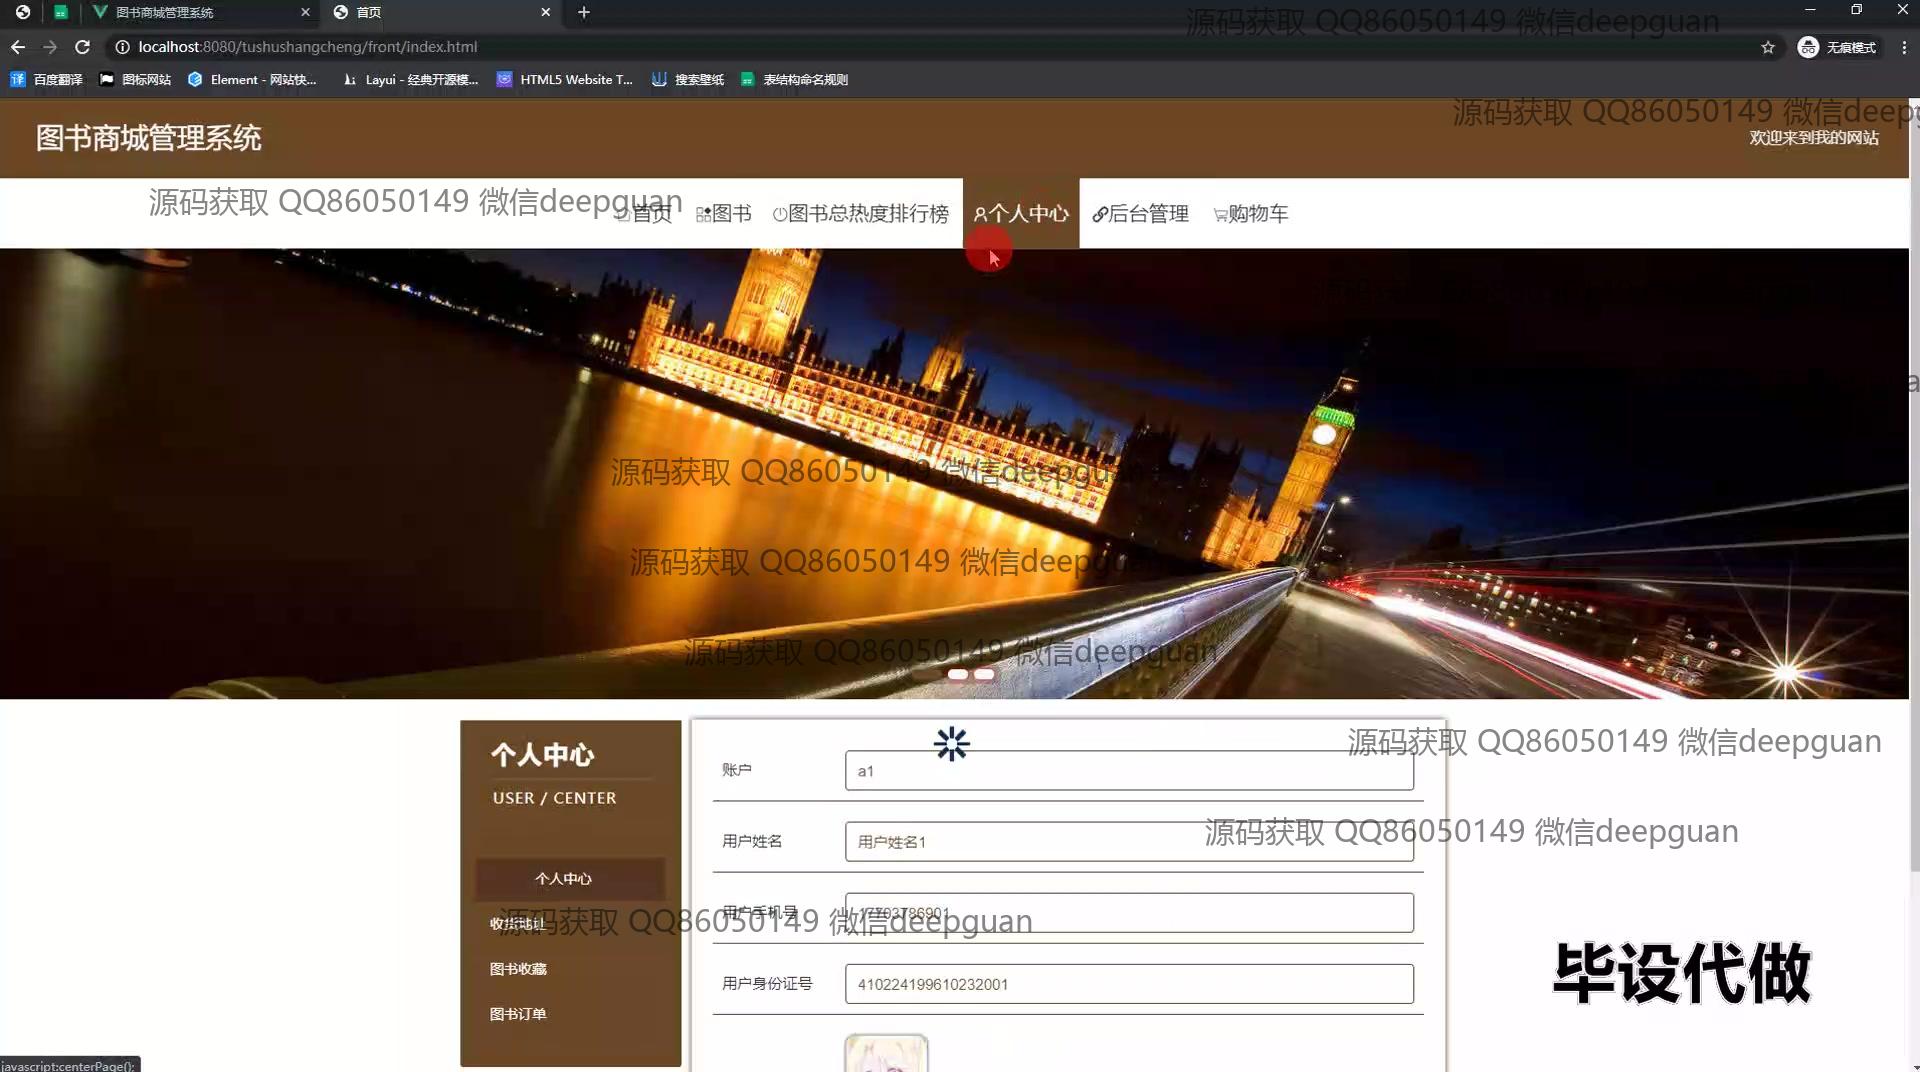 图书商城管理系统
首页
localhost:8080/tushushangcheng/front/index.html
无痕模式
百度翻译
图标网站
Element - 网站快...
Layui - 经典开源模...
HTML5 Website T...
搜索壁纸
表结构命名规则
源码获取 QQ86050149 微信deepguan
源码获取 QQ86050149 微信deepg
图书商城管理系统
欢迎来到我的网站
源码获取 QQ86050149 微信deepguan
首页
图书
图书总热度排行榜
个人中心
后台管理
购物车
源码获取 QQ86050149 微信deepguan
源码获取 QQ86050149 微信deepguan
源码获取 QQ86050149 微信deepguan
个人中心
USER / CENTER
个人中心
收货地址
图书收藏
图书订单
账户
a1
源码获取 QQ86050149 微信deepguan
用户姓名
用户姓名1
源码获取 QQ86050149 微信deepguan
用户手机号
17703786901
源码获取 QQ86050149 微信deepguan
用户身份证号
410224199610232001
毕设代做
javascript:centerPage();